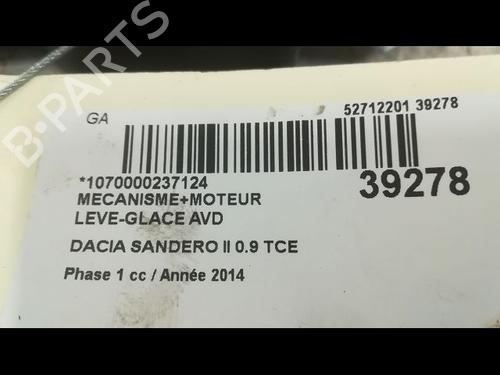 GA
52712201 39278
*1070000237124
39278
MECANISME+MOTEUR
LEVE-GLACE AVD
DACIA SANDERO II 0.9 TCE
Phase 1 cc / Année 2014
B-PARTS